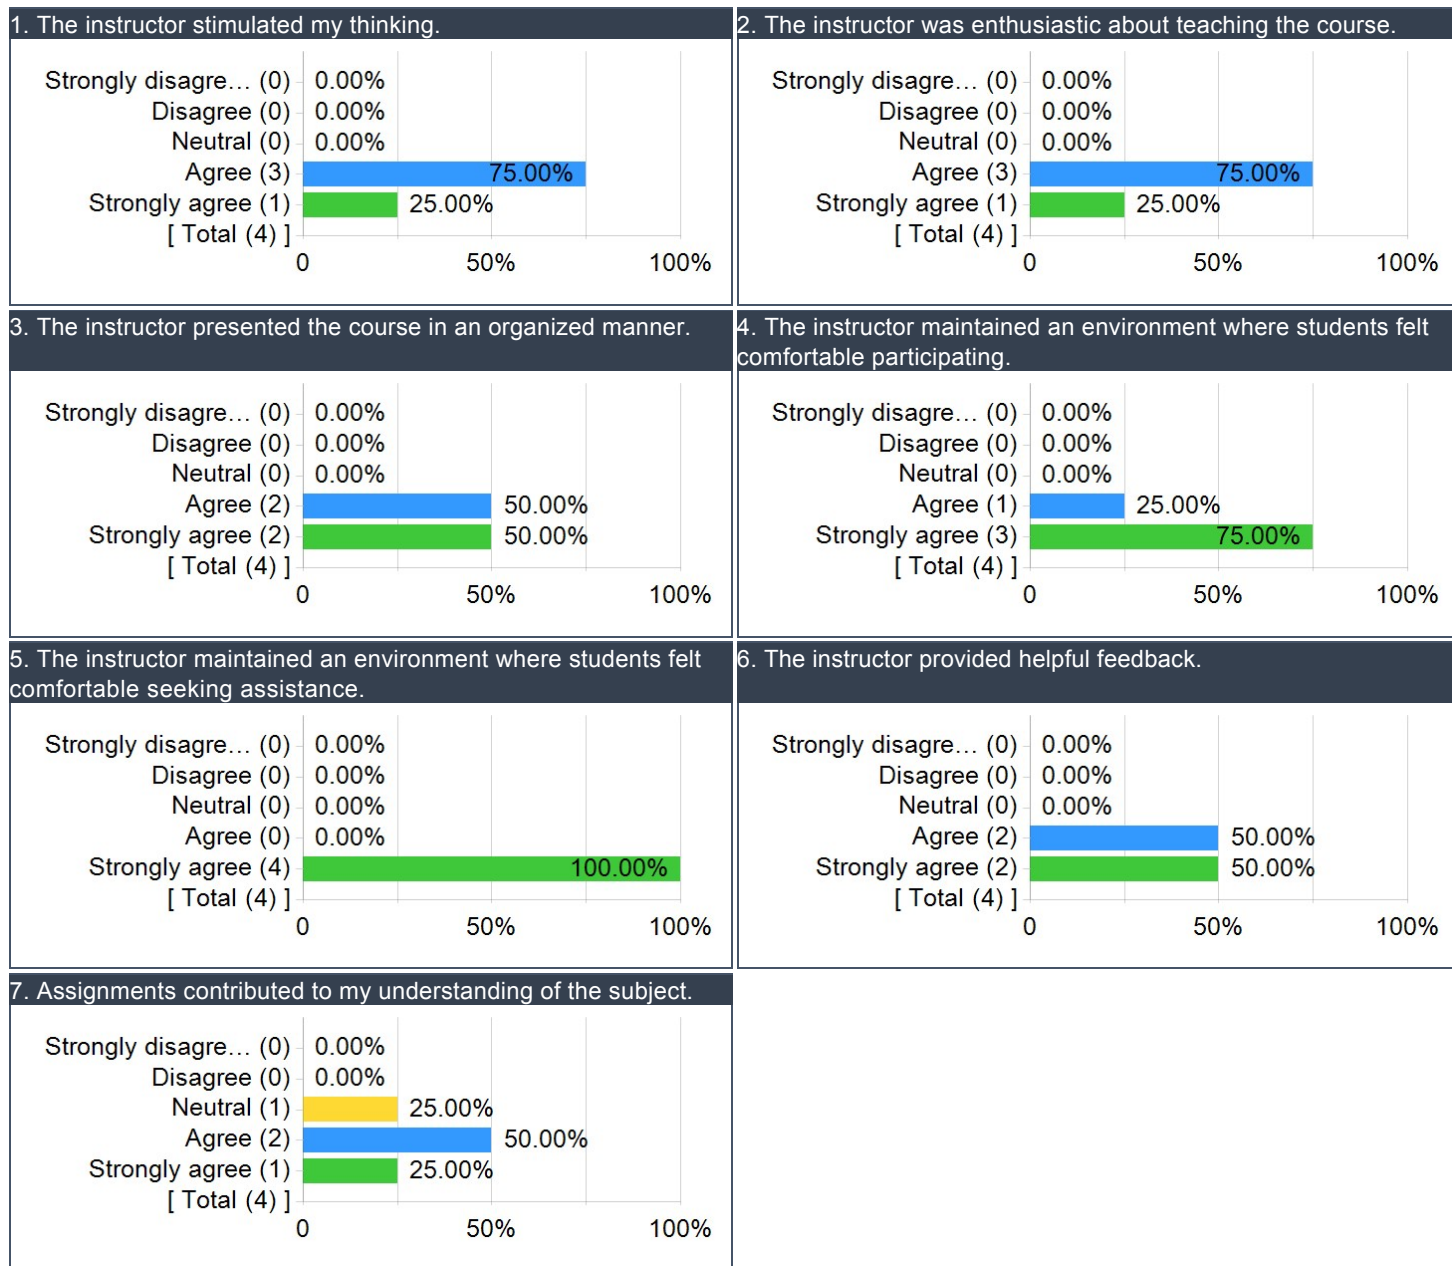 1. The instructor stimulated my thinking.
Strongly disagre... (0) 0.00%
Disagree (0) 0.00%
Neutral (0) 0.00%
Agree (3) 75.00%
Strongly agree (1) 25.00%
[ Total (4) ]
0 50% 100%
2. The instructor was enthusiastic about teaching the course.
Strongly disagre... (0) 0.00%
Disagree (0) 0.00%
Neutral (0) 0.00%
Agree (3) 75.00%
Strongly agree (1) 25.00%
[ Total (4) ]
0 50% 100%
3. The instructor presented the course in an organized manner.
Strongly disagre... (0) 0.00%
Disagree (0) 0.00%
Neutral (0) 0.00%
Agree (2) 50.00%
Strongly agree (2) 50.00%
[ Total (4) ]
0 50% 100%
4. The instructor maintained an environment where students felt
comfortable participating.
Strongly disagre... (0) 0.00%
Disagree (0) 0.00%
Neutral (0) 0.00%
Agree (1) 25.00%
Strongly agree (3) 75.00%
[ Total (4) ]
0 50% 100%
5. The instructor maintained an environment where students felt
comfortable seeking assistance.
Strongly disagre... (0) 0.00%
Disagree (0) 0.00%
Neutral (0) 0.00%
Agree (0) 0.00%
Strongly agree (4) 100.00%
[ Total (4) ]
0 50% 100%
6. The instructor provided helpful feedback.
Strongly disagre... (0) 0.00%
Disagree (0) 0.00%
Neutral (0) 0.00%
Agree (2) 50.00%
Strongly agree (2) 50.00%
[ Total (4) ]
0 50% 100%
7. Assignments contributed to my understanding of the subject.
Strongly disagre... (0) 0.00%
Disagree (0) 0.00%
Neutral (1) 25.00%
Agree (2) 50.00%
Strongly agree (1) 25.00%
[ Total (4) ]
0 50% 100%